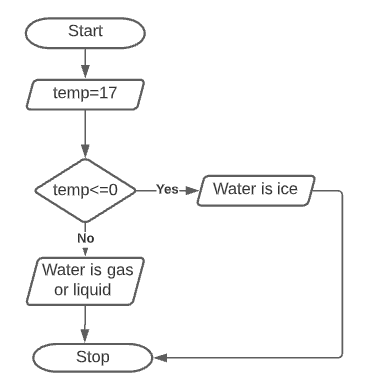 Start
temp=17
temp<=0
Yes
Water is ice
No
Water is gas
or liquid
Stop